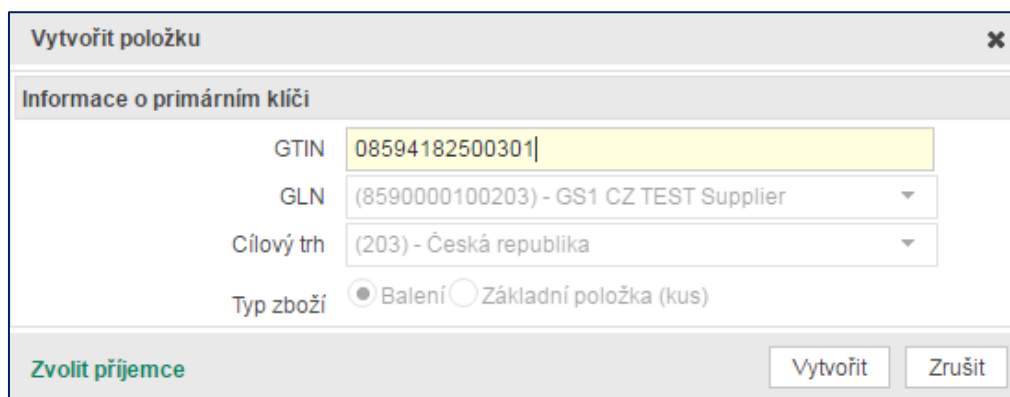 Vytvořit položku
Informace o primárním klíči
GTIN 08594182500301
GLN (8590000100203) - GS1 CZ TEST Supplier
Cílový trh (203) - Česká republika
Typ zboží Balení Základní položka (kus)
Zvolit příjemce Vytvořit Zrušit